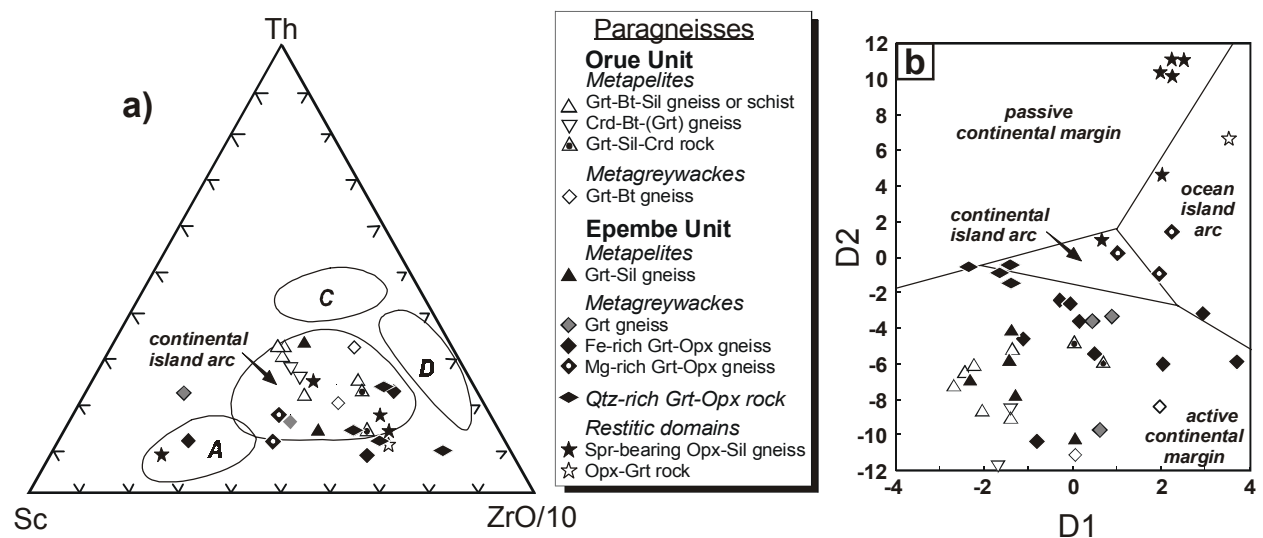 Th
a)
C
continental
island arc
D
A
Sc
ZrO/10
Paragneisses
Orue Unit
Metapelites
Grt-Bt-Sil gneiss or schist
Crd-Bt-(Grt) gneiss
Grt-Sil-Crd rock
Metagreywackes
Grt-Bt gneiss
Epembe Unit
Metapelites
Grt-Sil gneiss
Metagreywackes
Grt gneiss
Fe-rich Grt-Opx gneiss
Mg-rich Grt-Opx gneiss
Qtz-rich Grt-Opx rock
Restitic domains
Spr-bearing Opx-Sil gneiss
Opx-Grt rock
b
12
10
8
6
4
2
0
-2
-4
-6
-8
-10
-12
D2
passive
continental margin
ocean
island
arc
continental
island arc
active
continental
margin
-4
-2
0
2
4
D1